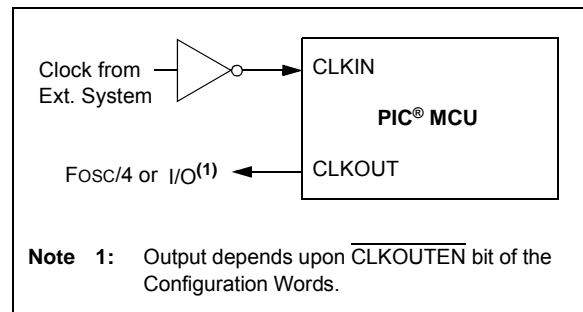 Clock from
Ext. System
CLKIN
PIC® MCU
FOSC/4 or I/O(1)
CLKOUT
Note 1: Output depends upon CLKOUTEN bit of the
Configuration Words.